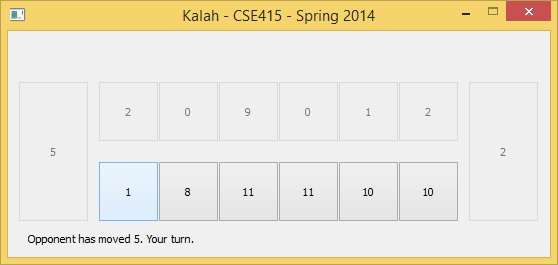 Kalah - CSE415 - Spring 2014
2 0 9 0 1 2
5 2
1 8 11 11 10 10
Opponent has moved 5. Your turn.